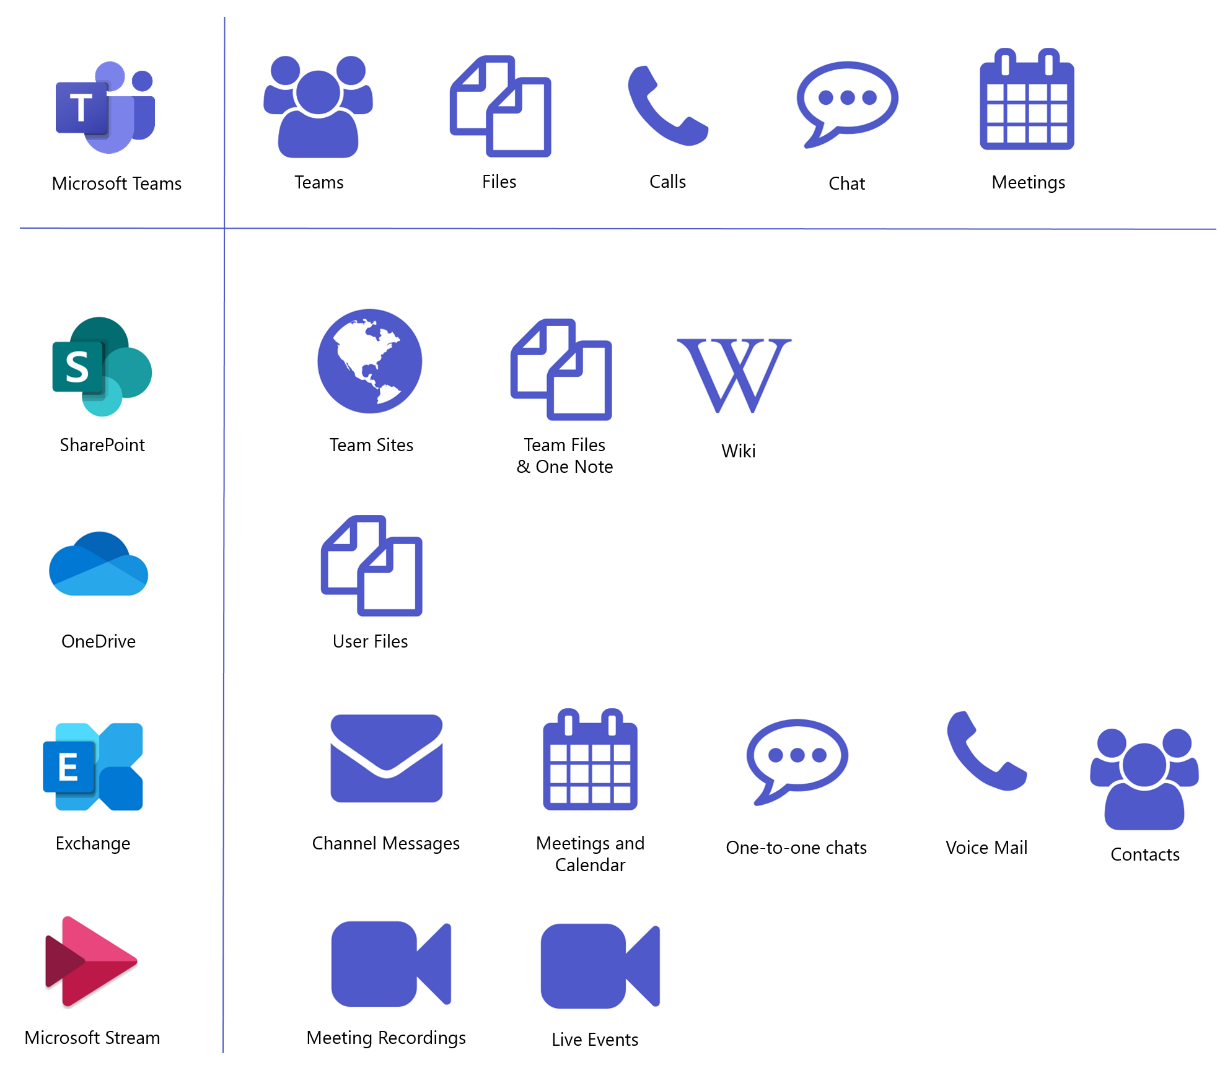 T
Microsoft Teams
Teams
Files
Calls
Chat
Meetings
S
SharePoint
Team Sites
Team Files
& One Note
W
Wiki
OneDrive
User Files
E
Exchange
Channel Messages
Meetings and
Calendar
One-to-one chats
Voice Mail
Contacts
Microsoft Stream
Meeting Recordings
Live Events